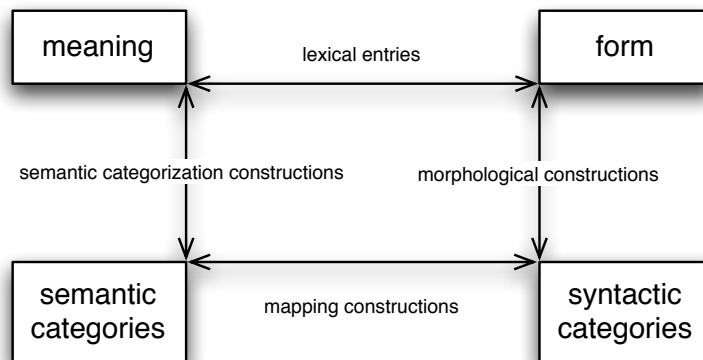 meaning
lexical entries
form
semantic categorization constructions
morphological constructions
semantic
categories
mapping constructions
syntactic
categories